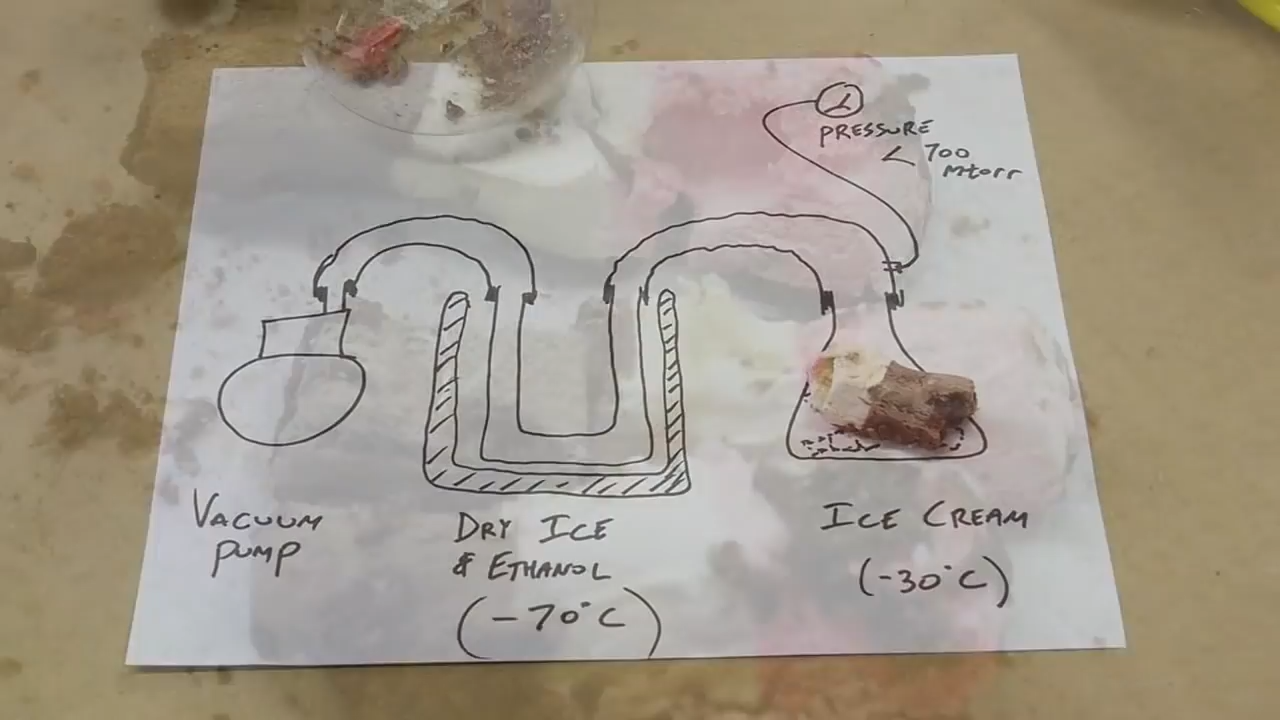 PRESSURE
< 700
mtorr
VACUUM
PUMP
DRY ICE
& ETHANOL
(-70°C)
ICE CREAM
(-30°C)